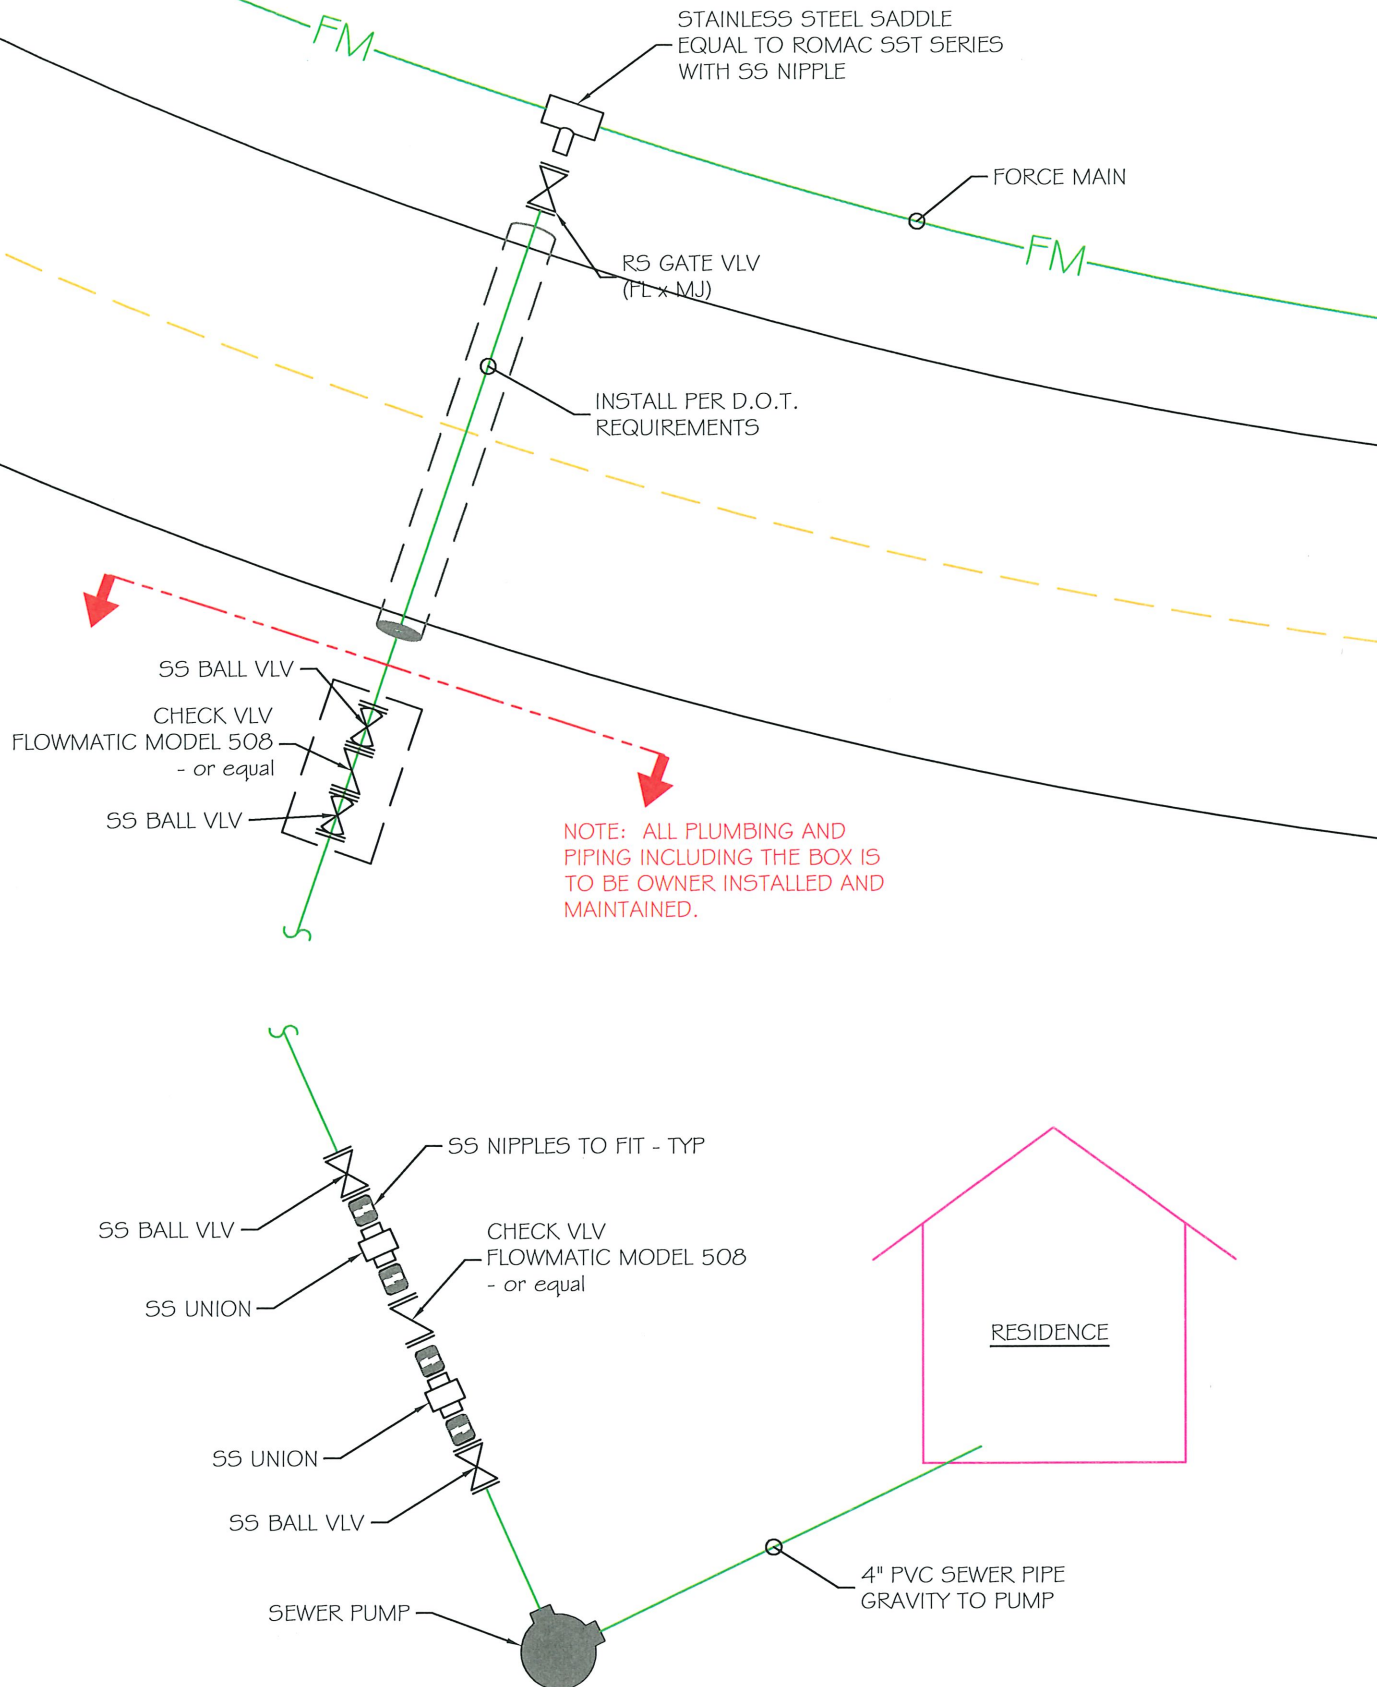 STAINLESS STEEL SADDLE
EQUAL TO ROMAC SST SERIES
WITH SS NIPPLE
FM
FORCE MAIN
FM
RS GATE VLV
(FL x MJ)
INSTALL PER D.O.T.
REQUIREMENTS
SS BALL VLV
CHECK VLV
FLOWMATIC MODEL 508
- or equal
SS BALL VLV
NOTE: ALL PLUMBING AND
PIPING INCLUDING THE BOX IS
TO BE OWNER INSTALLED AND
MAINTAINED.
SS NIPPLES TO FIT - TYP
SS BALL VLV
CHECK VLV
FLOWMATIC MODEL 508
- or equal
SS UNION
RESIDENCE
SS UNION
SS BALL VLV
4" PVC SEWER PIPE
GRAVITY TO PUMP
SEWER PUMP